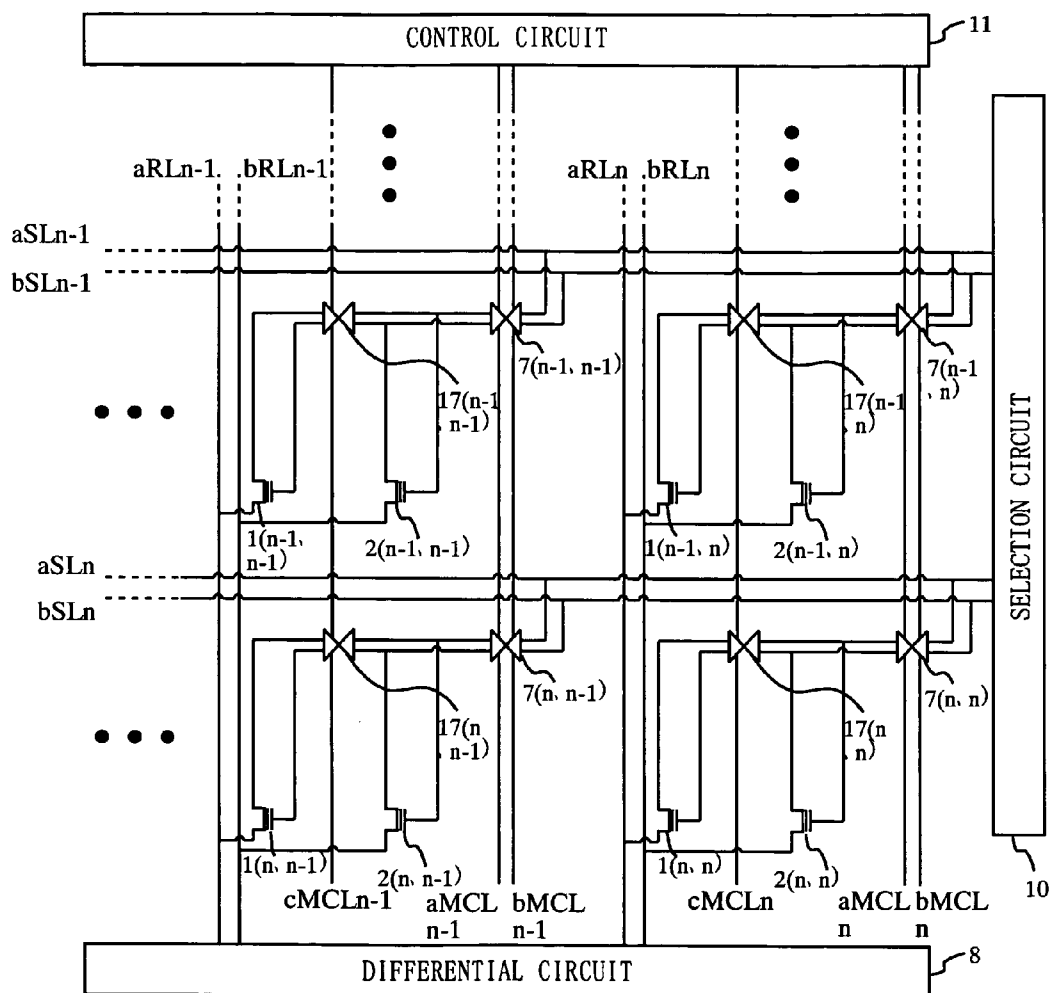 CONTROL CIRCUIT
11
aRLn-1
bRLn-1
aRLn
bRLn
aSLn-1
bSLn-1
7(n-1, n-1)
7(n-1
, n)
17(n-1
, n-1)
17(n-1
, n)
1(n-1,
n-1)
2(n-1, n-1)
1(n-1, n)
2(n-1, n)
SELECTION CIRCUIT
aSLn
bSLn
7(n, n-1)
7(n, n)
17(n
, n-1)
17(n
, n)
1(n, n-1)
2(n, n-1)
1(n, n)
2(n, n)
10
cMCLn-1
aMCL
n-1
bMCL
n-1
cMCLn
aMCL
n
bMCL
n
DIFFERENTIAL CIRCUIT
8